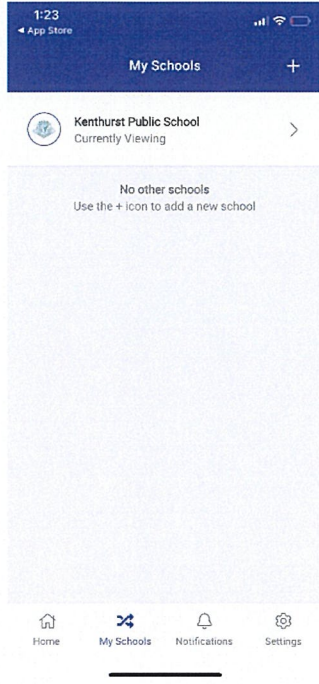 1:23
◀ App Store
My Schools
+
Kenthurst Public School
Currently Viewing
No other schools
Use the + icon to add a new school
Home
My Schools
Notifications
Settings